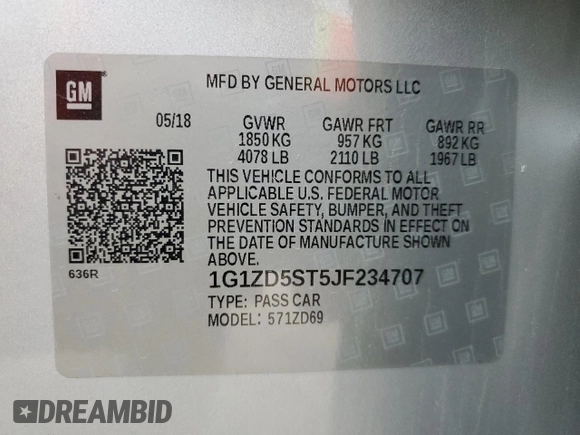 GM
MFD BY GENERAL MOTORS LLC
05/18 GVWR GAWR FRT GAWR RR
1850 KG 957 KG 892 KG
4078 LB 2110 LB 1967 LB
THIS VEHICLE CONFORMS TO ALL
APPLICABLE U.S. FEDERAL MOTOR
VEHICLE SAFETY, BUMPER, AND THEFT
PREVENTION STANDARDS IN EFFECT ON
THE DATE OF MANUFACTURE SHOWN
ABOVE.
636R
1G1ZD5ST5JF234707
TYPE: PASS CAR
MODEL: 571ZD69
DREAMBID